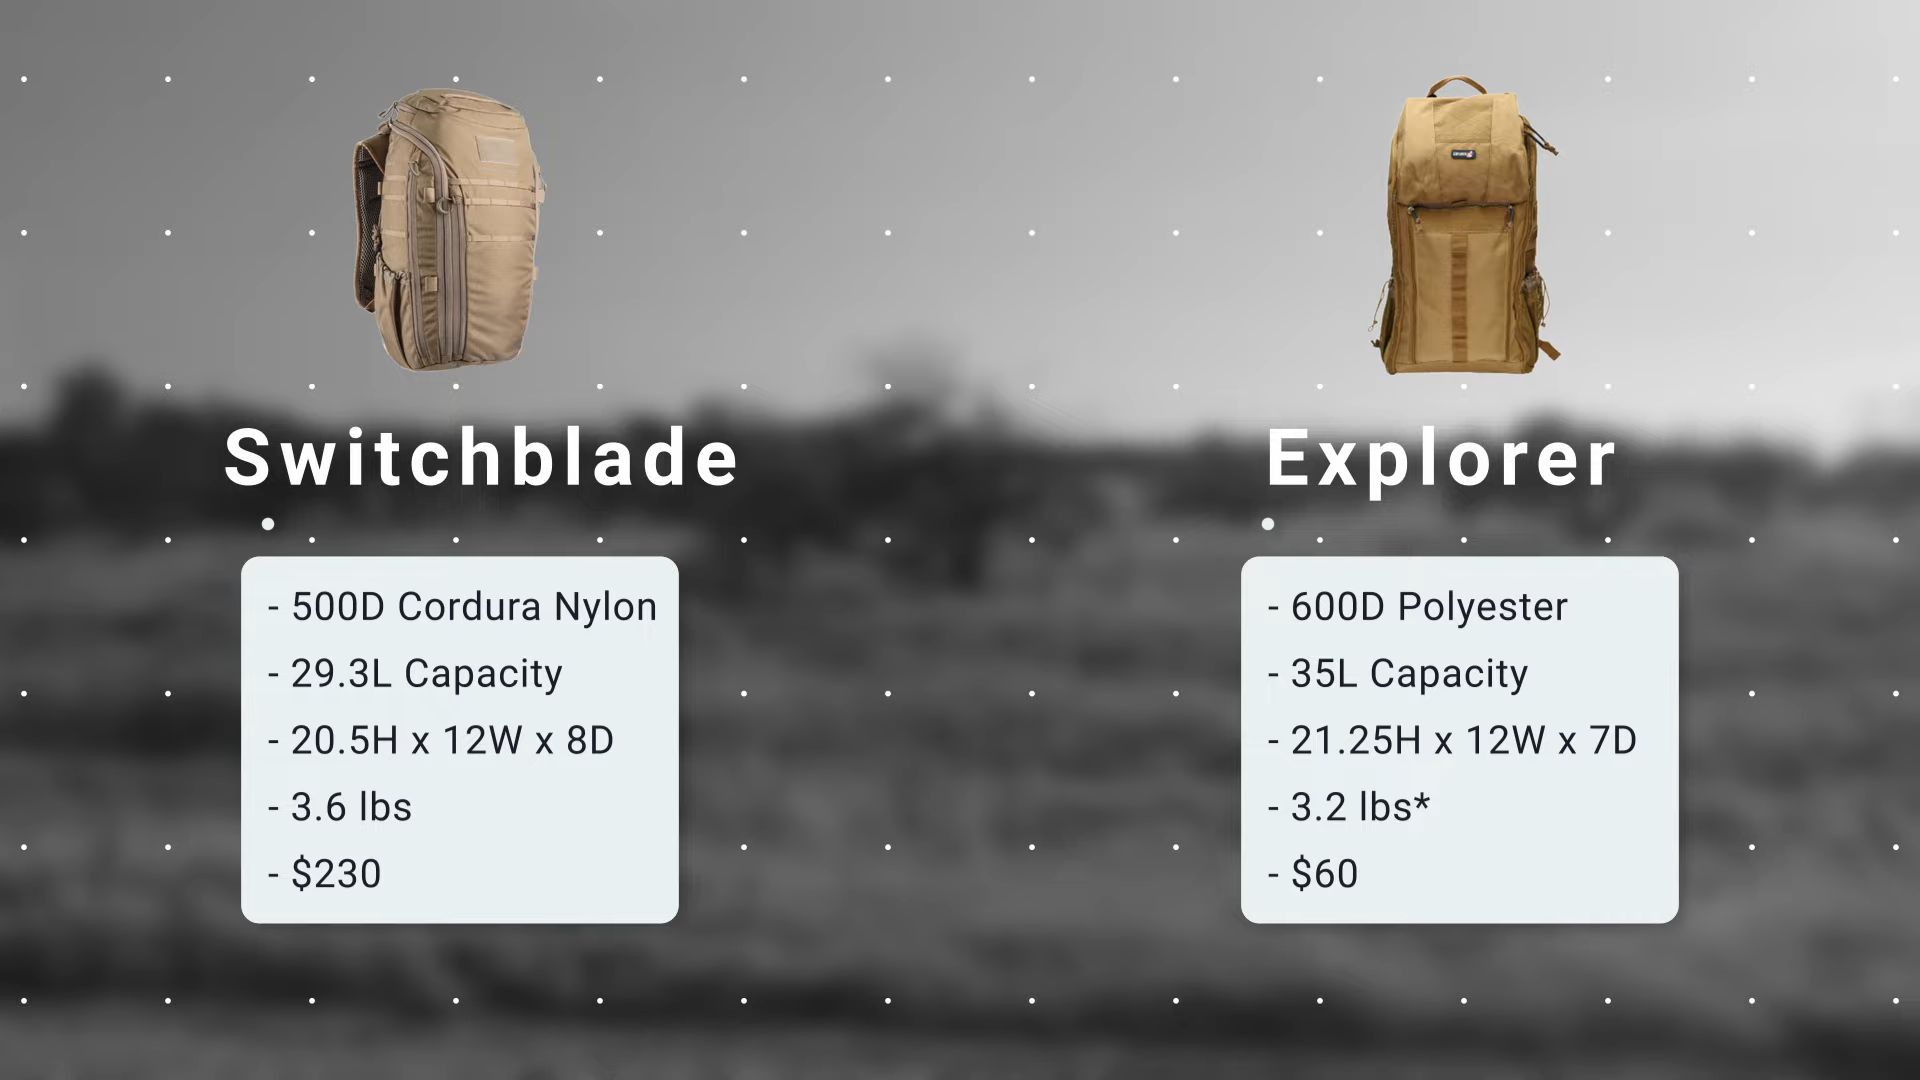 Switchblade
- 500D Cordura Nylon
- 29.3L Capacity
- 20.5H x 12W x 8D
- 3.6 lbs
- $230
Explorer
- 600D Polyester
- 35L Capacity
- 21.25H x 12W x 7D
- 3.2 lbs*
- $60